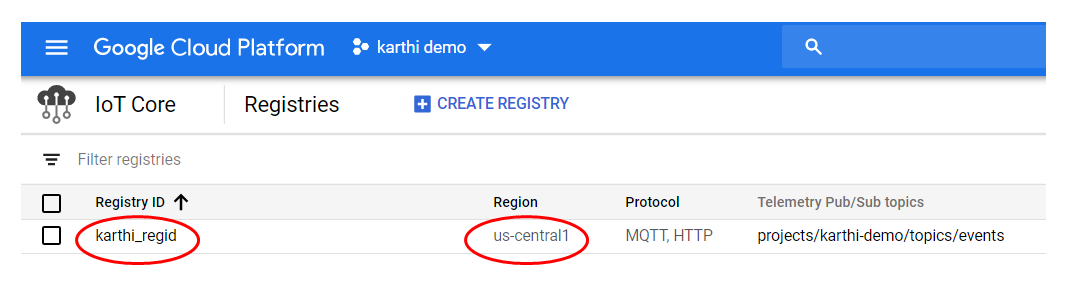 Google Cloud Platform karthi demo
IoT Core Registries CREATE REGISTRY
Filter registries
Registry ID Region Protocol Telemetry Pub/Sub topics
karthi_regid us-central1 MQTT, HTTP projects/karthi-demo/topics/events